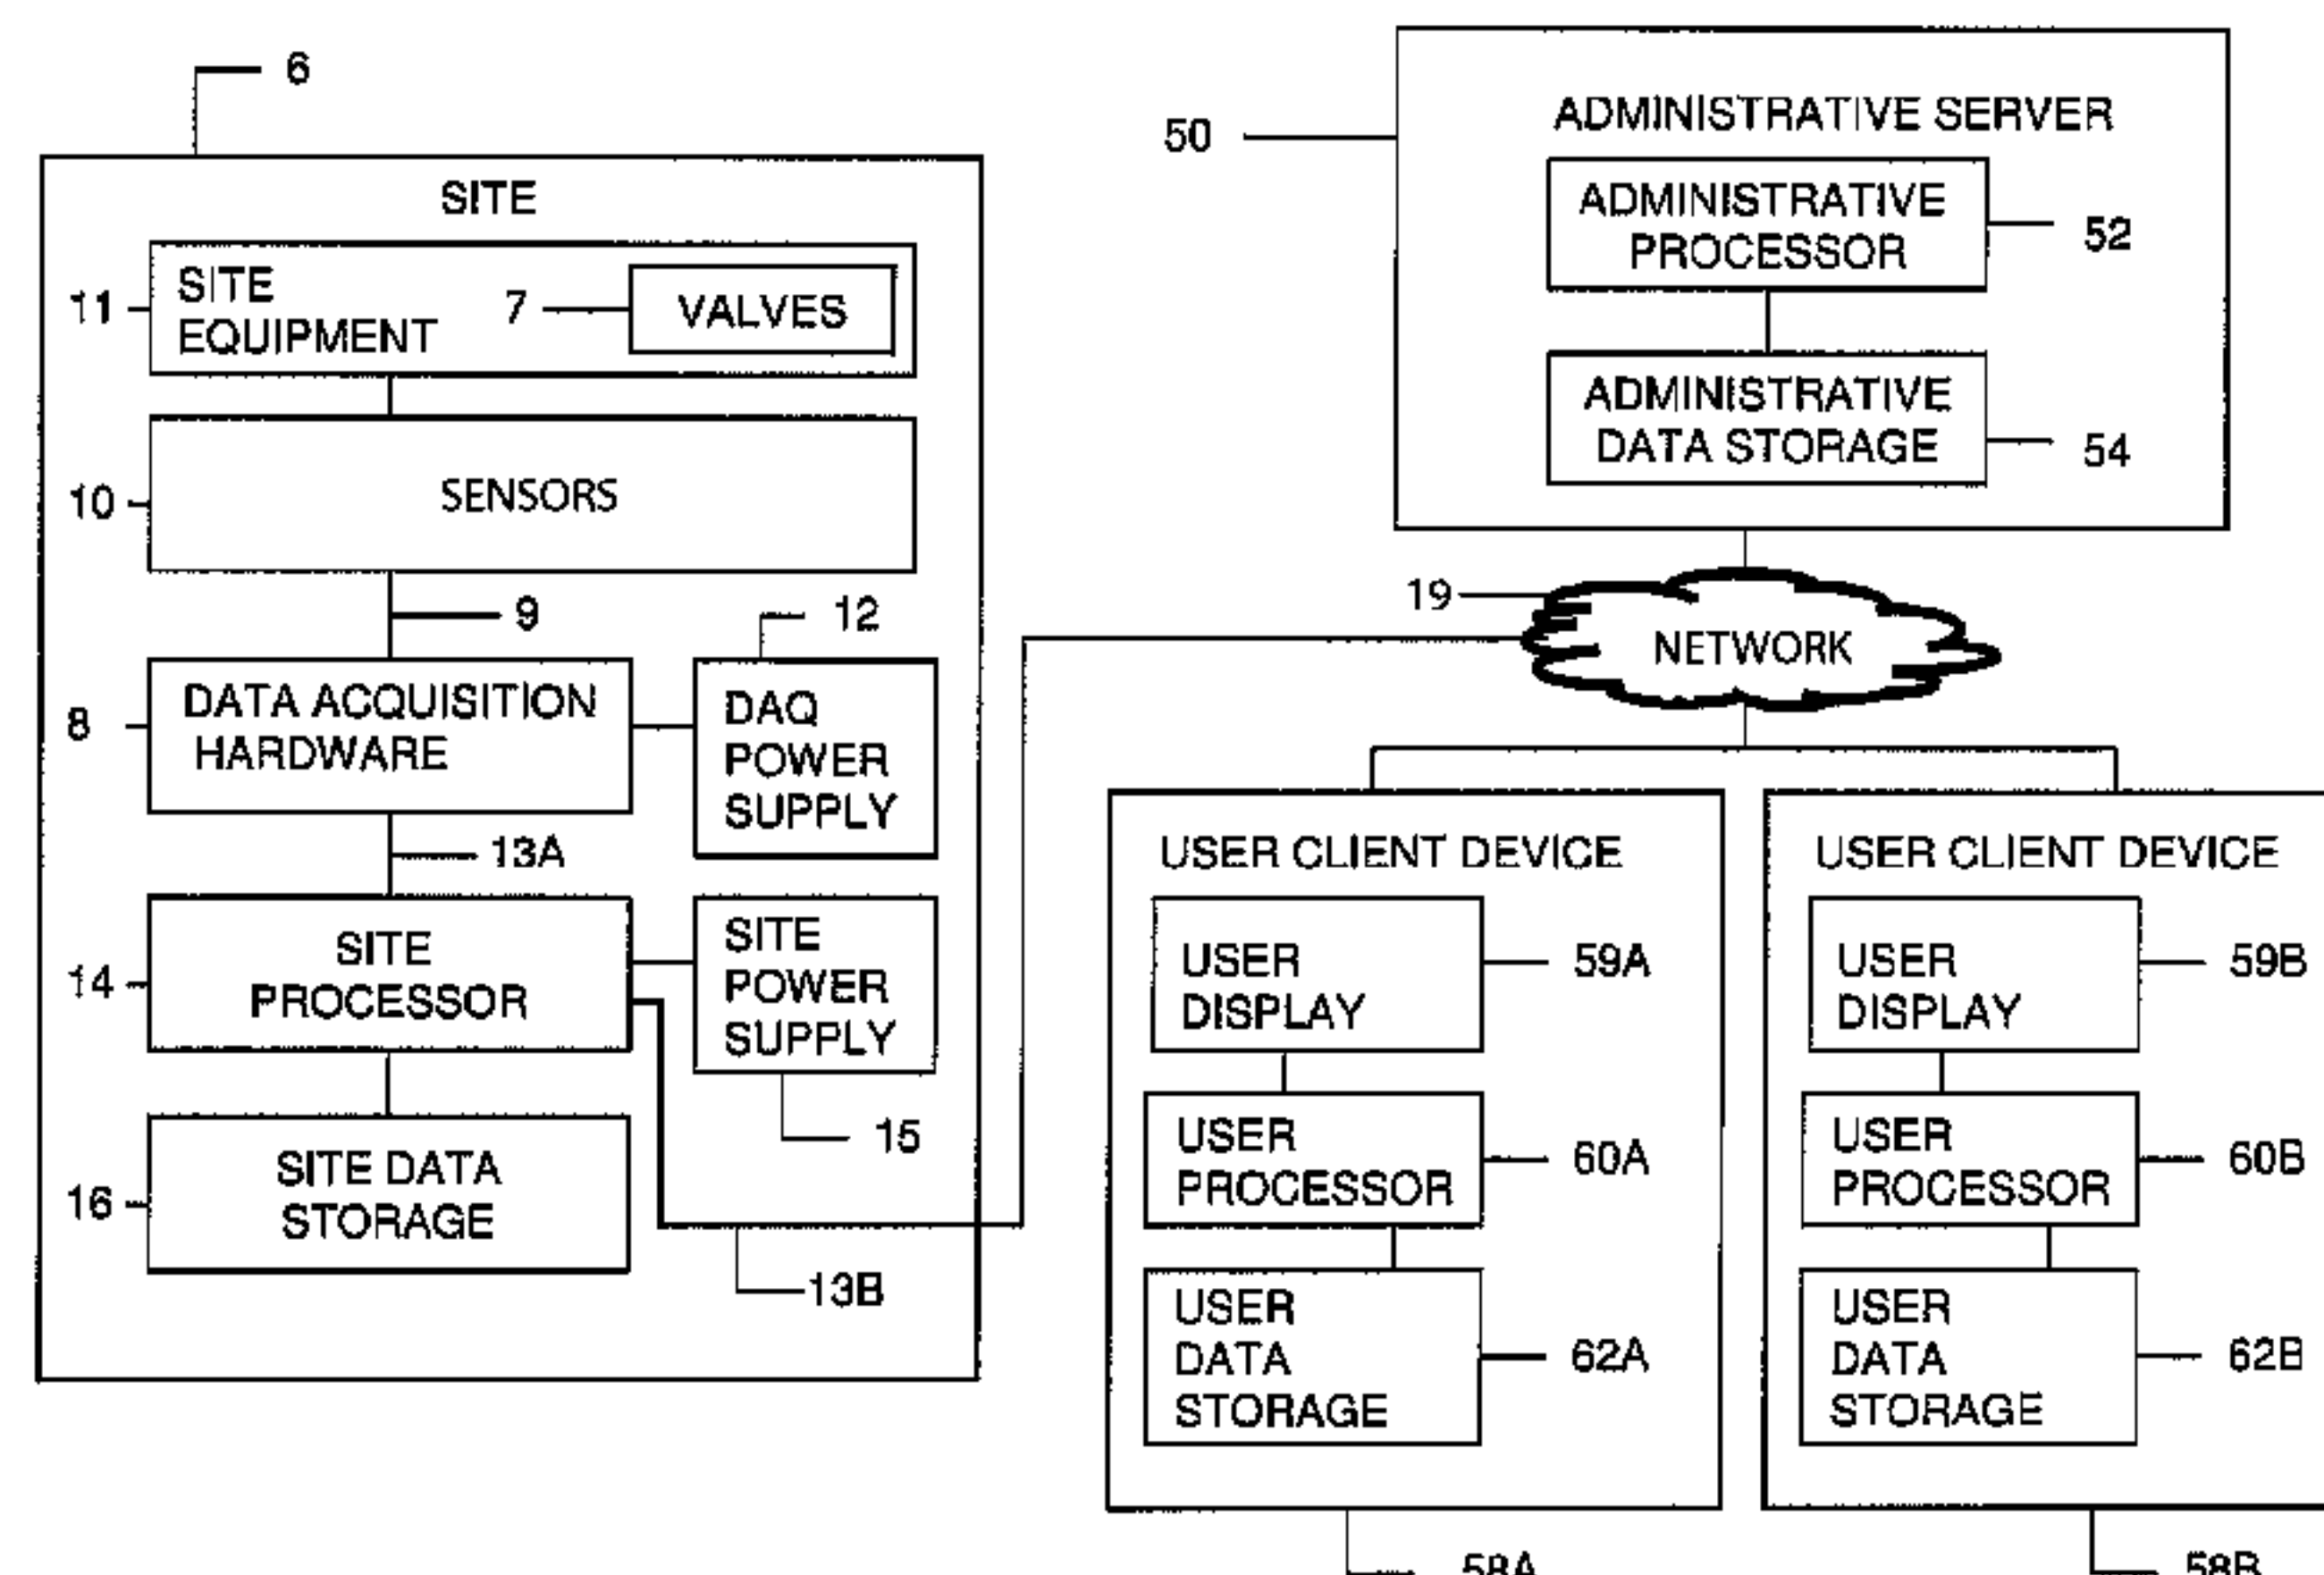 6
SITE
11
SITE
EQUIPMENT
7
VALVES
10
SENSORS
9
12
8
DATA ACQUISITION
HARDWARE
DAQ
POWER
SUPPLY
13A
14
SITE
PROCESSOR
SITE
POWER
SUPPLY
15
16
SITE DATA
STORAGE
13B
50
ADMINISTRATIVE SERVER
ADMINISTRATIVE
PROCESSOR
52
ADMINISTRATIVE
DATA STORAGE
54
19
NETWORK
USER CLIENT DEVICE
USER
DISPLAY
59A
USER
PROCESSOR
60A
USER
DATA
STORAGE
62A
58A
USER CLIENT DEVICE
USER
DISPLAY
59B
USER
PROCESSOR
60B
USER
DATA
STORAGE
62B
58B